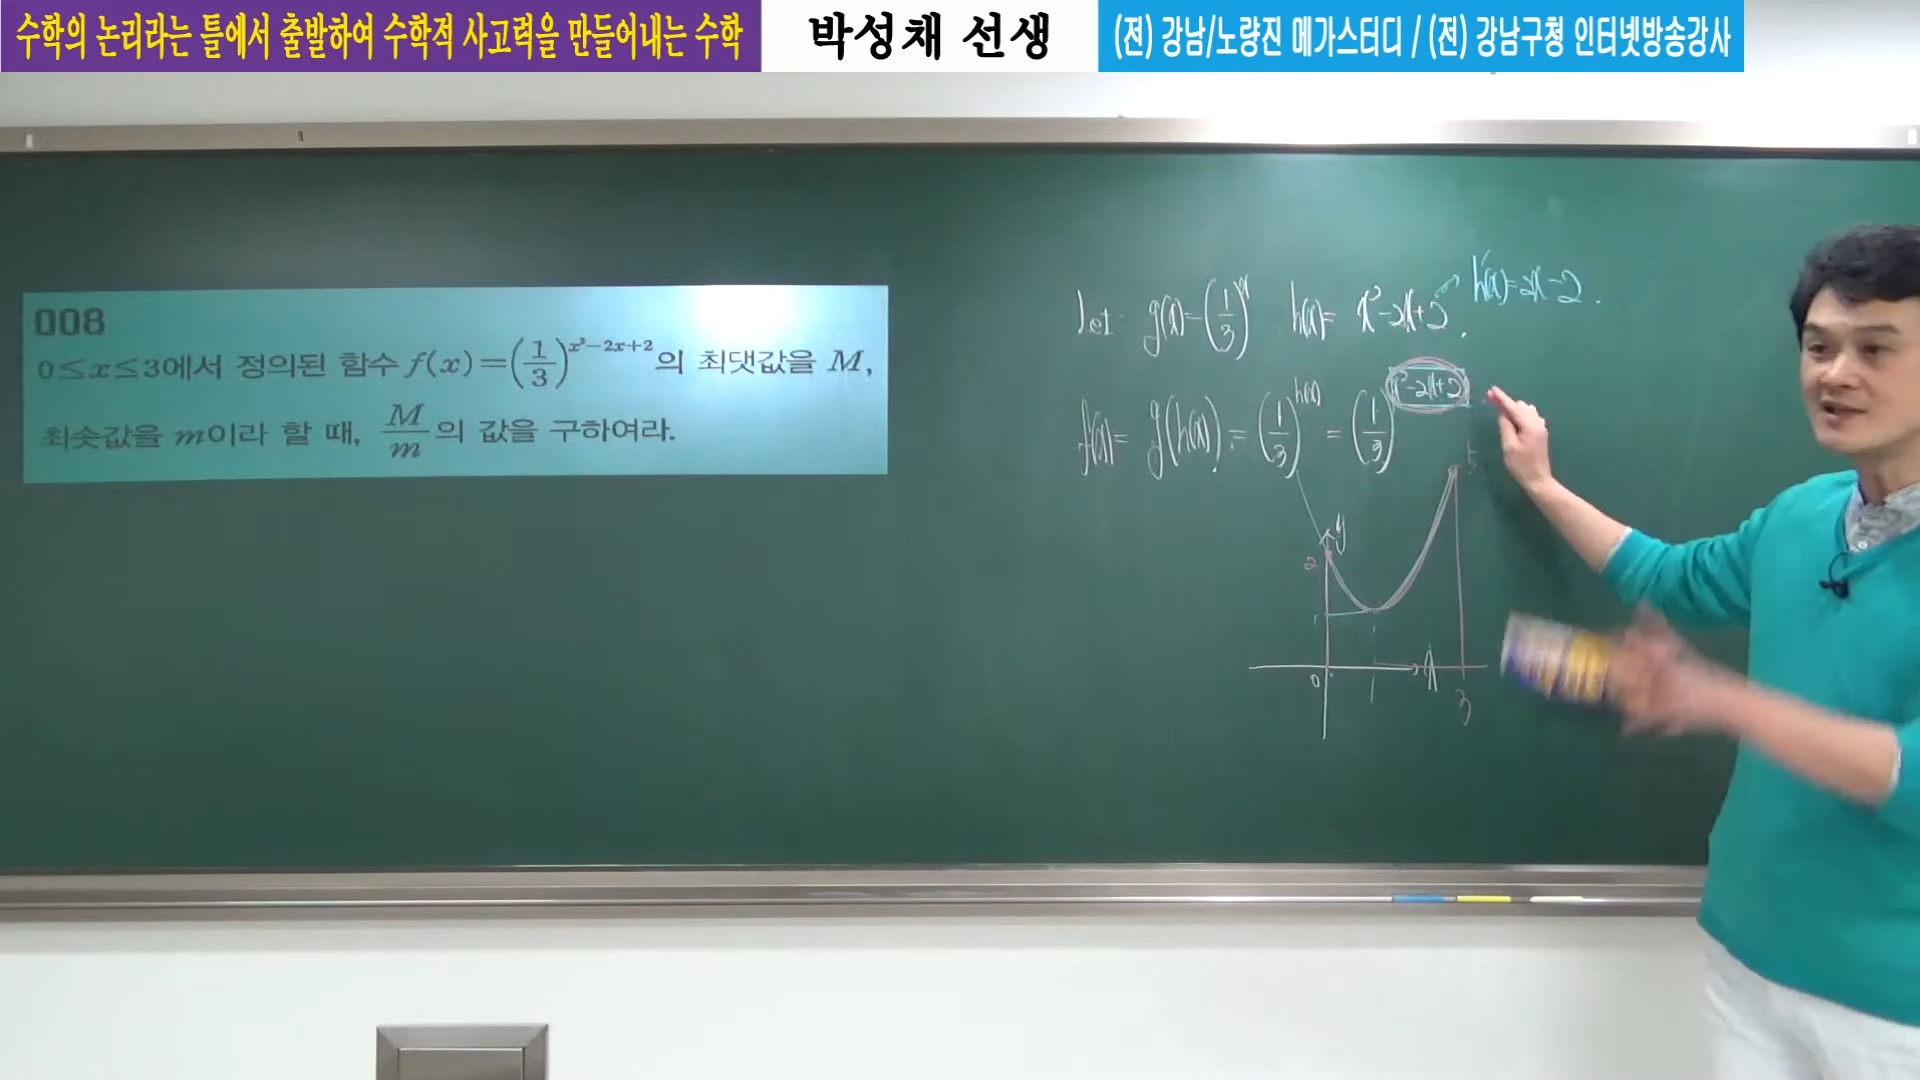 수학의 논리라는 틀에서 출발하여 수학적 사고력을 만들어내는 수학
박성채 선생
(전) 강남/노량진 메가스터디 / (전) 강남구청 인터넷방송강사
008
0≤x≤3에서 정의된 함수 f(x)=(1/3)^{x²-2x+2}의 최댓값을 M,
최솟값을 m이라 할 때, M/m의 값을 구하여라.
Let g(x)=(1/3)^x h(x)= x²-2x+2. h'(x)=2x-2.
f(x)= g(h(x)) = (1/3)^{h(x)} = (1/3)^{x²-2x+2}
5
y
2
1
x
0 1 3